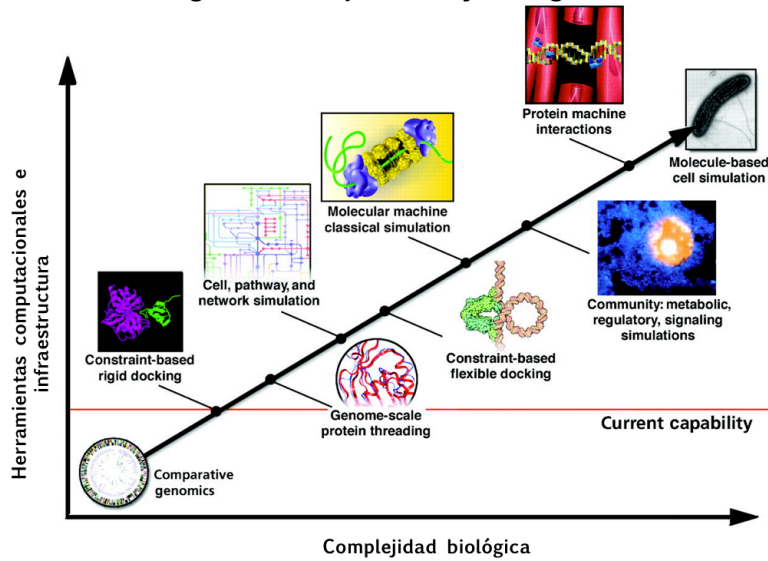 Protein machine
interactions
Molecule-based
cell simulation
Molecular machine
classical simulation
Cell, pathway, and
network simulation
Community: metabolic,
regulatory, signaling
simulations
Constraint-based
rigid docking
Constraint-based
flexible docking
Genome-scale
protein threading
Current capability
Comparative
genomics
Herramientas computacionales e
infraestructura
Complejidad biológica